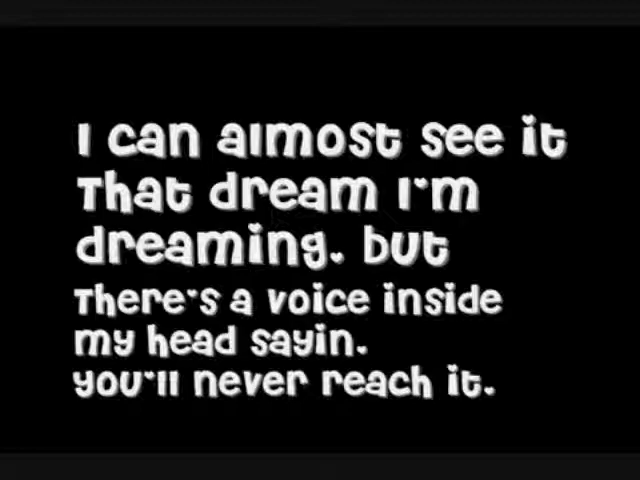 I can almost see it
That dream I'm
dreaming. but
There's a voice inside
my head sayin.
you'll never reach it.